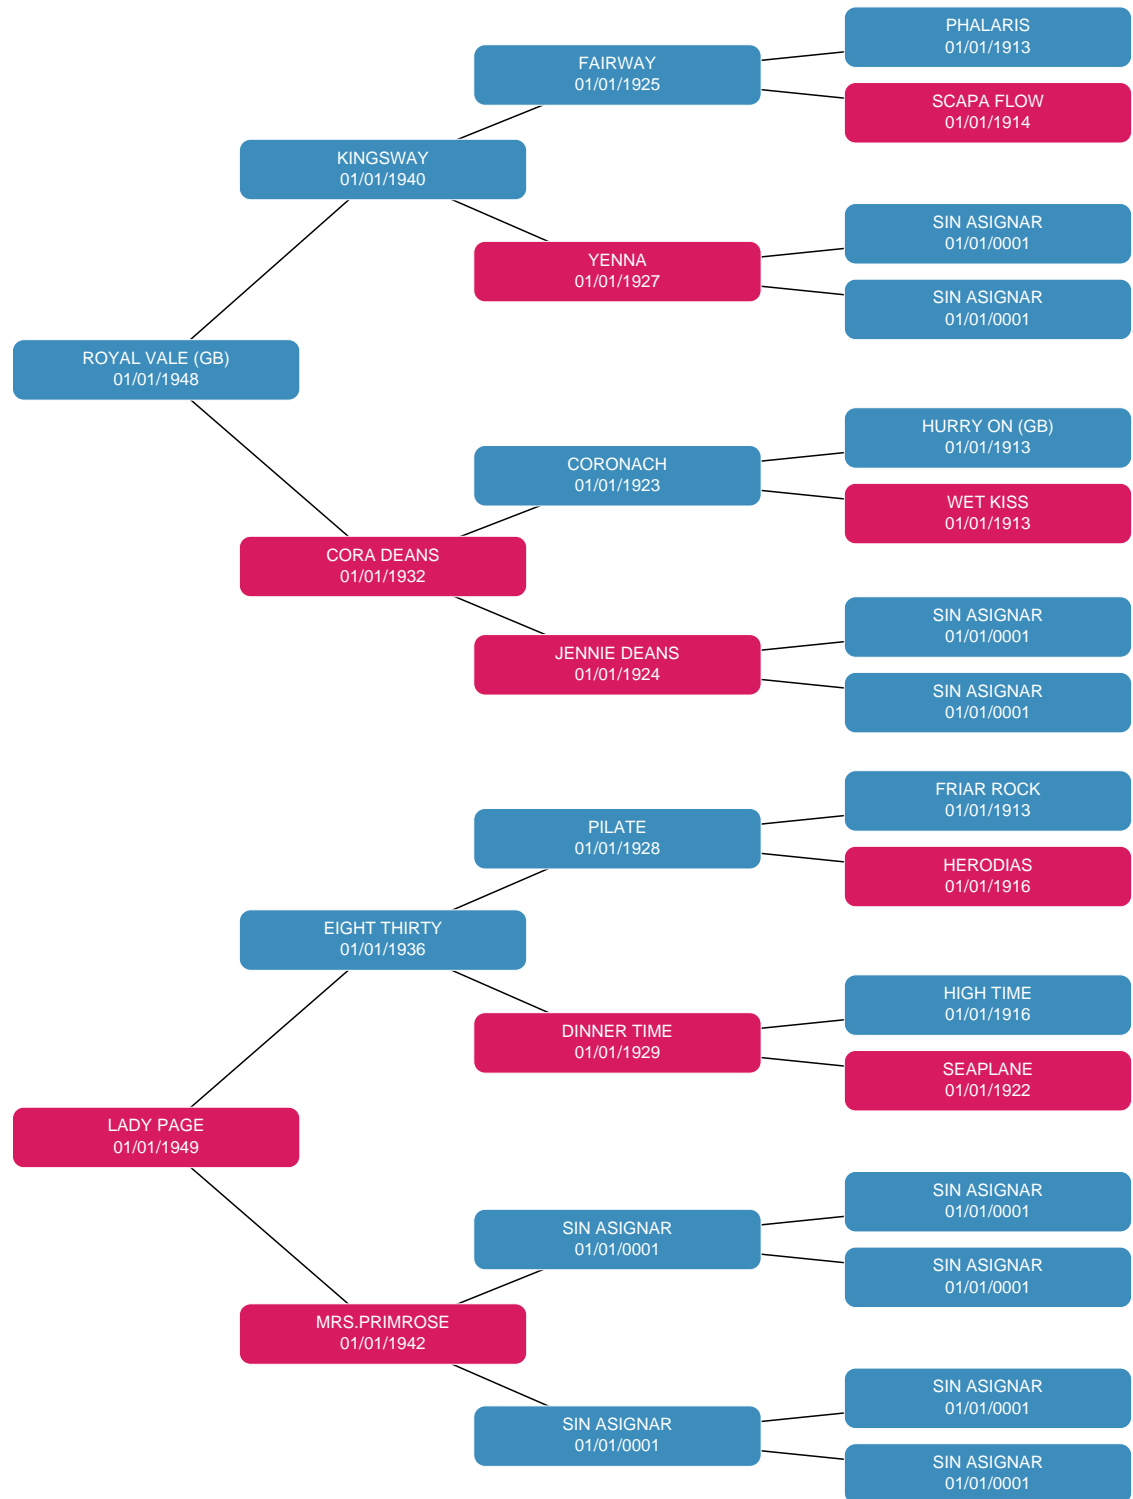 PHALARIS
01/01/1913
FAIRWAY
01/01/1925
SCAPA FLOW
01/01/1914
KINGSWAY
01/01/1940
SIN ASIGNAR
01/01/0001
YENNA
01/01/1927
SIN ASIGNAR
01/01/0001
ROYAL VALE (GB)
01/01/1948
HURRY ON (GB)
01/01/1913
CORONACH
01/01/1923
WET KISS
01/01/1913
CORA DEANS
01/01/1932
SIN ASIGNAR
01/01/0001
JENNIE DEANS
01/01/1924
SIN ASIGNAR
01/01/0001
FRIAR ROCK
01/01/1913
PILATE
01/01/1928
HERODIAS
01/01/1916
EIGHT THIRTY
01/01/1936
HIGH TIME
01/01/1916
DINNER TIME
01/01/1929
SEAPLANE
01/01/1922
LADY PAGE
01/01/1949
SIN ASIGNAR
01/01/0001
SIN ASIGNAR
01/01/0001
SIN ASIGNAR
01/01/0001
MRS.PRIMROSE
01/01/1942
SIN ASIGNAR
01/01/0001
SIN ASIGNAR
01/01/0001
SIN ASIGNAR
01/01/0001